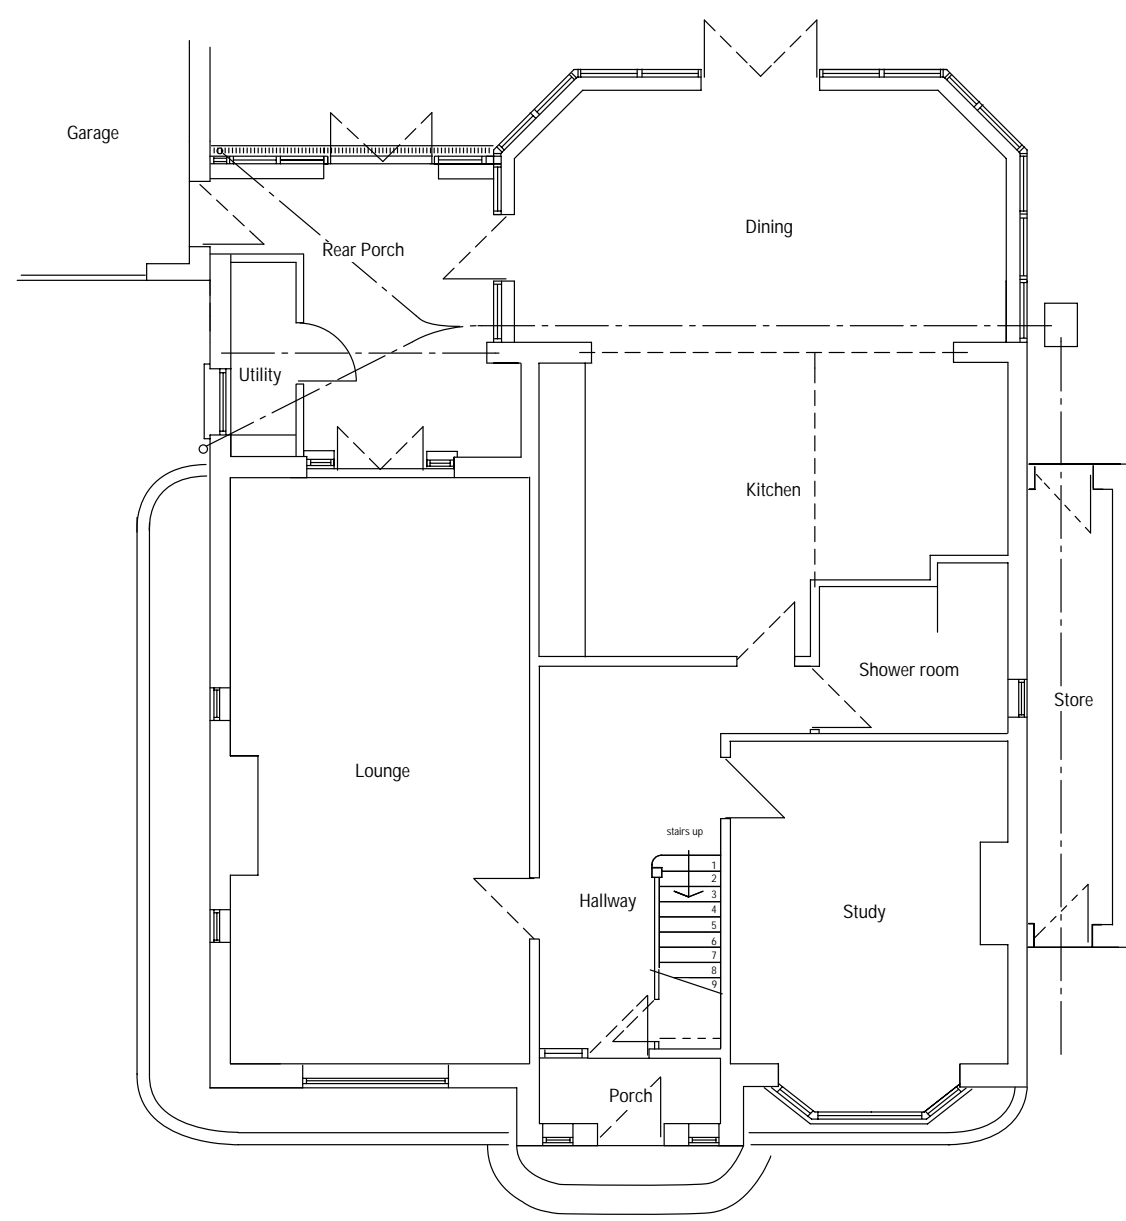 Garage
Dining
Rear Porch
Utility
Kitchen
Shower room
Store
Lounge
stairs up
1
2
3
4
5
6
7
8
9
Hallway
Study
Porch